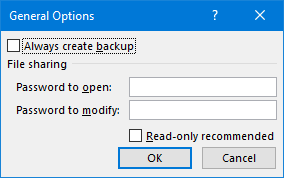 General Options
?
Always create backup
File sharing
Password to open:
Password to modify:
Read-only recommended
OK Cancel